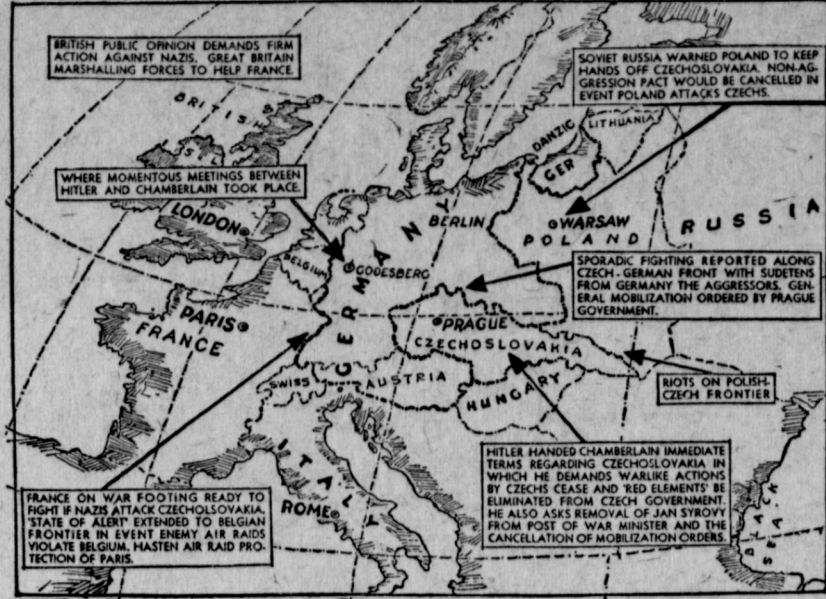 BRITISH PUBLIC OPINION DEMANDS FIRM
ACTION AGAINST NAZIS. GREAT BRITAIN
MARSHALLING FORCES TO HELP FRANCE.
SOVIET RUSSIA WARNED POLAND TO KEEP
HANDS OFF CZECHOSLOVAKIA. NON-AG-
GRESSION PACT WOULD BE CANCELLED IN
EVENT POLAND ATTACKS CZECHS.
BRITISH
DANZIG
LITHUANIA
GER
WHERE MOMENTOUS MEETINGS BETWEEN
HITLER AND CHAMBERLAIN TOOK PLACE.
LONDON
BERLIN
WARSAW
POLAND
RUSSIA
BELGIUM
GODESBERG
GERMANY
SPORADIC FIGHTING REPORTED ALONG
CZECH-GERMAN FRONT WITH SUDETENS
FROM GERMANY THE AGGRESSORS. GEN-
ERAL MOBILIZATION ORDERED BY PRAGUE
GOVERNMENT.
PARIS
FRANCE
PRAGUE
CZECHOSLOVAKIA
SWISS
AUSTRIA
HUNGARY
RIOTS ON POLISH-
CZECH FRONTIER
ITALY
ROME
FRANCE ON WAR FOOTING READY TO
FIGHT IF NAZIS ATTACK CZECHOLSOVAKIA.
'STATE OF ALERT' EXTENDED TO BELGIAN
FRONTIER IN EVENT ENEMY AIR RAIDS
VIOLATE BELGIUM. HASTEN AIR RAID PRO-
TECTION OF PARIS.
HITLER HANDED CHAMBERLAIN IMMEDIATE
TERMS REGARDING CZECHOSLOVAKIA IN
WHICH HE DEMANDS WARLIKE ACTIONS
BY CZECHS CEASE AND 'RED ELEMENTS' BE
ELIMINATED FROM CZECH GOVERNMENT.
HE ALSO ASKS REMOVAL OF JAN SYROVY
FROM POST OF WAR MINISTER AND THE
CANCELLATION OF MOBILIZATION ORDERS.
BLACK
SEA